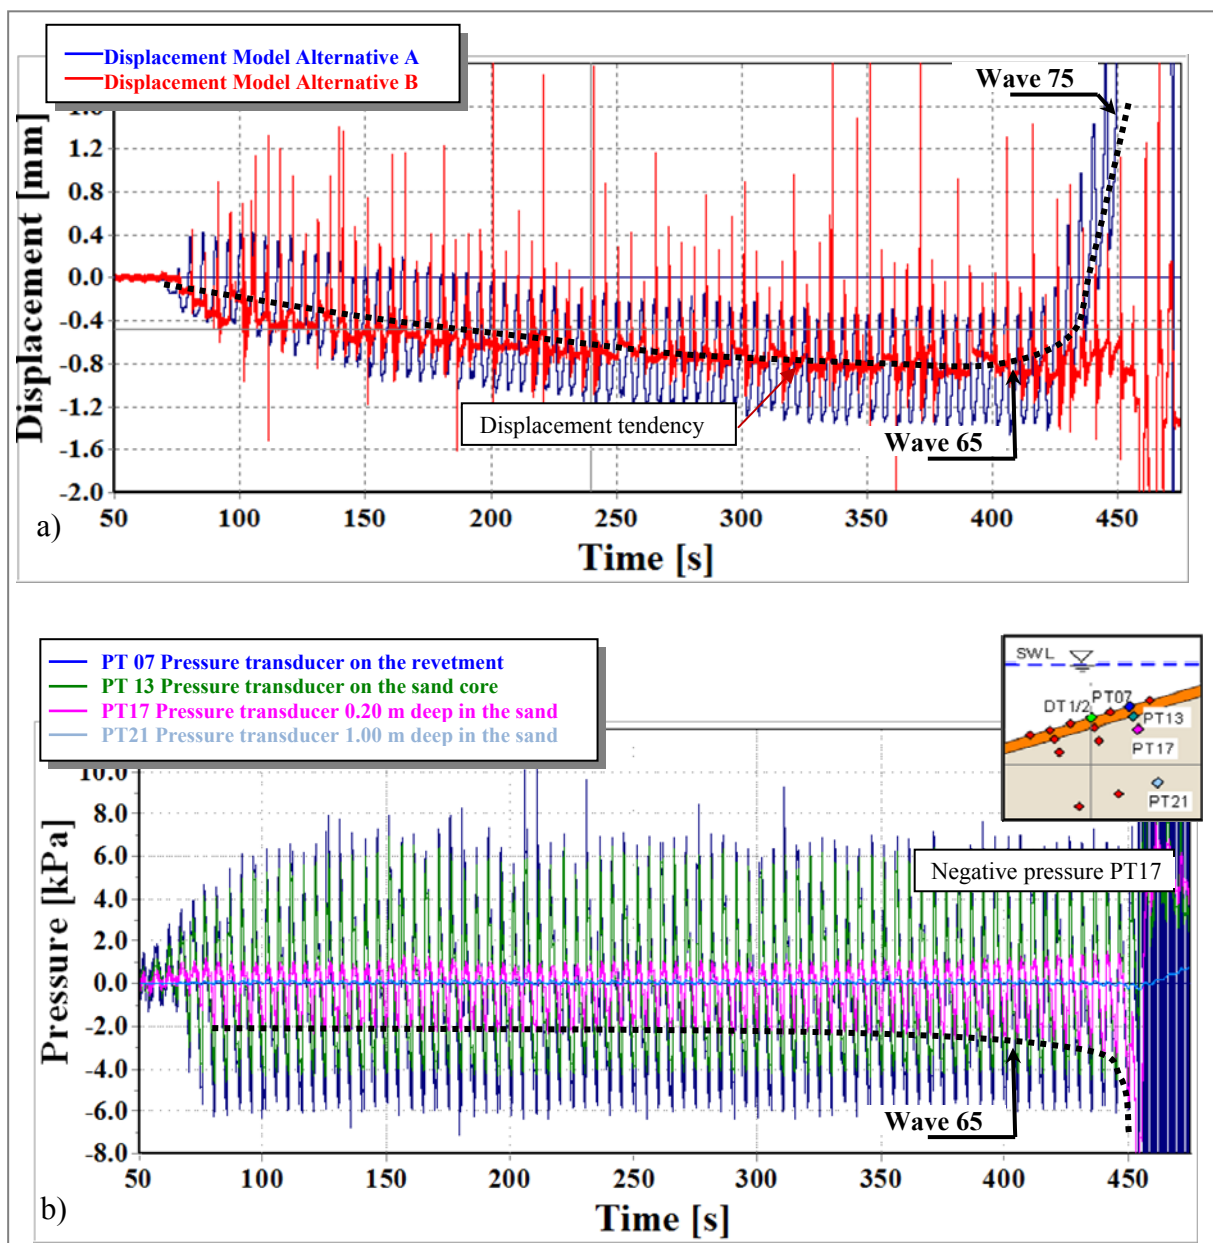 Displacement Model Alternative A
Displacement Model Alternative B
Wave 75
1.2
0.8
0.4
0.0
-0.4
-0.8
-1.2
-1.6
-2.0
Displacement [mm]
Displacement tendency
Wave 65
50 100 150 200 250 300 350 400 450
Time [s]
a)
PT 07 Pressure transducer on the revetment
PT 13 Pressure transducer on the sand core
PT17 Pressure transducer 0.20 m deep in the sand
PT21 Pressure transducer 1.00 m deep in the sand
SWL
PT07
DT1/2
PT13
PT17
PT21
10.0
8.0
6.0
4.0
2.0
0.0
-2.0
-4.0
-6.0
-8.0
Pressure [kPa]
Negative pressure PT17
Wave 65
50 100 150 200 250 300 350 400 450
Time [s]
b)